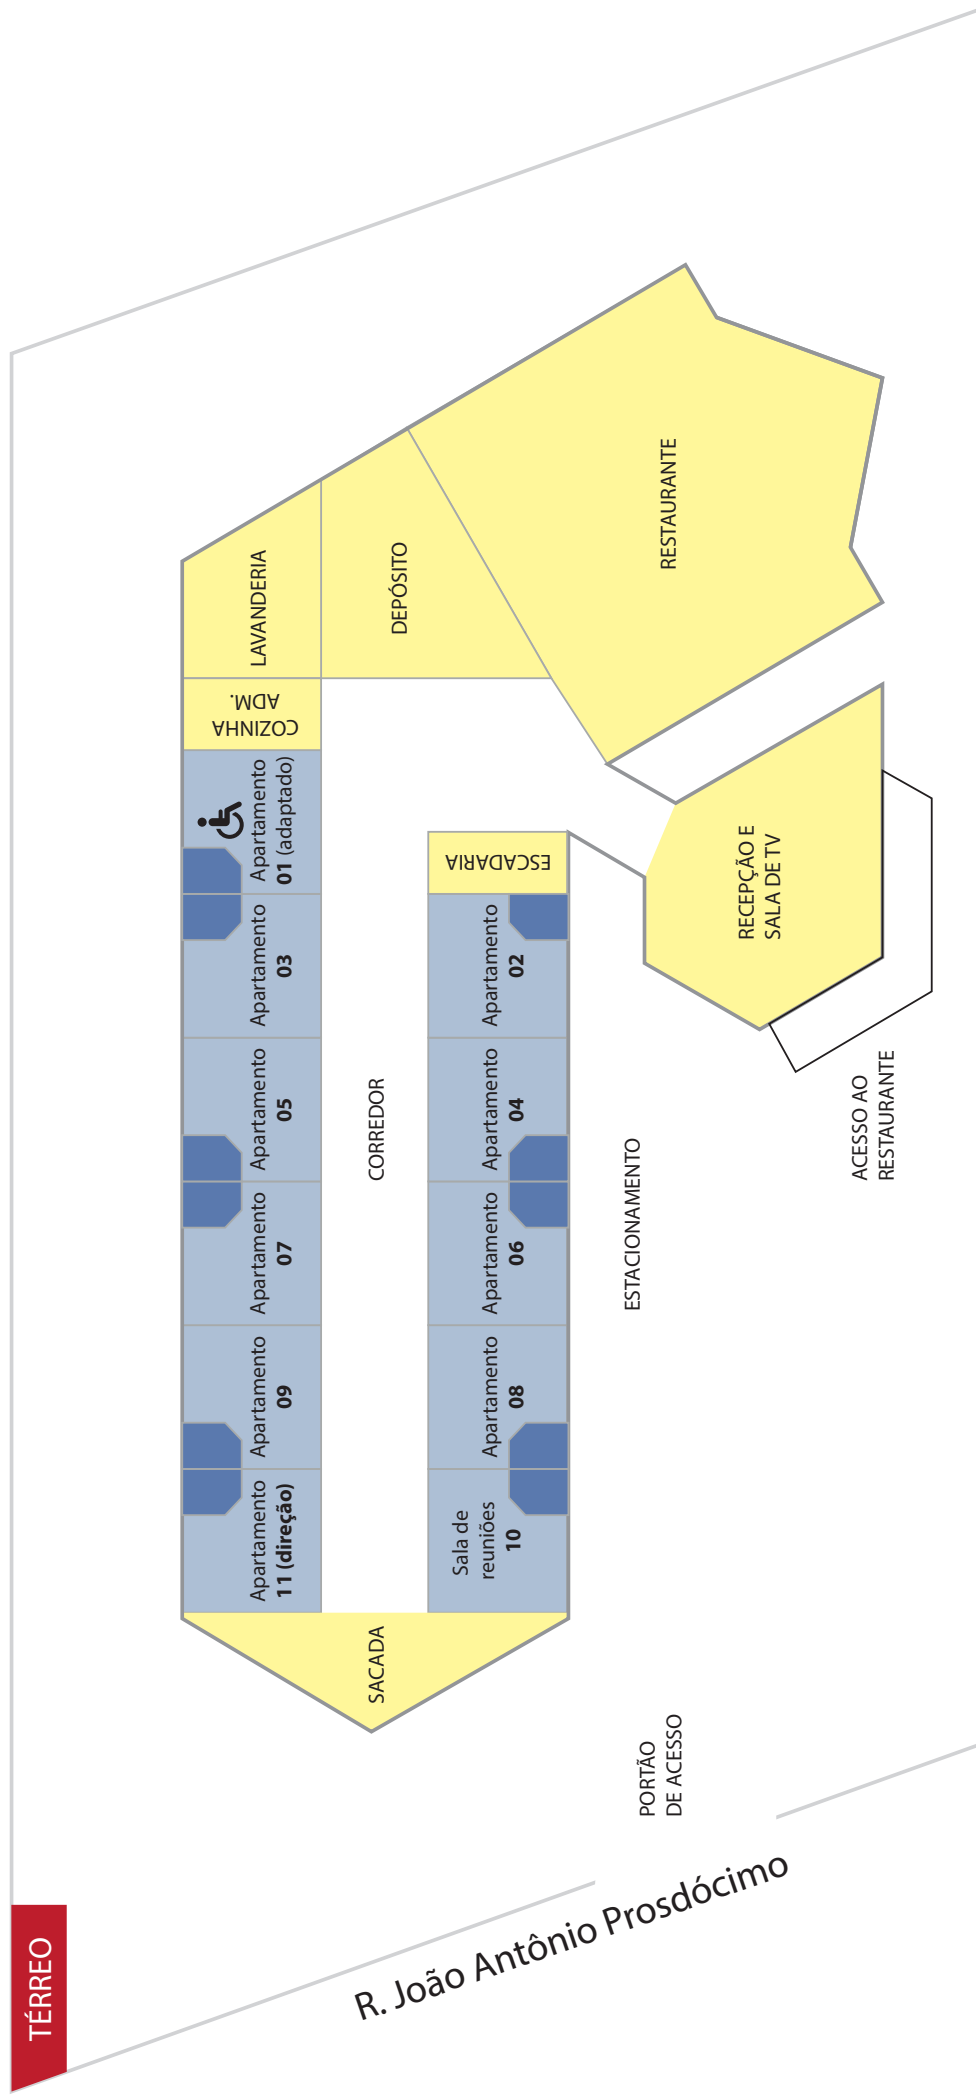 TÉRREO
LAVANDERIA
COZINHA
ADM.
DEPÓSITO
RESTAURANTE
Apartamento
01 (adaptado)
Apartamento
03
Apartamento
05
Apartamento
07
Apartamento
09
Apartamento
11 (direção)
CORREDOR
ESCADARIA
Apartamento
02
Apartamento
04
Apartamento
06
Apartamento
08
Sala de
reuniões
10
SACADA
RECEPÇÃO E
SALA DE TV
ESTACIONAMENTO
ACESSO AO
RESTAURANTE
PORTÃO
DE ACESSO
R. João Antônio Prosdócimo